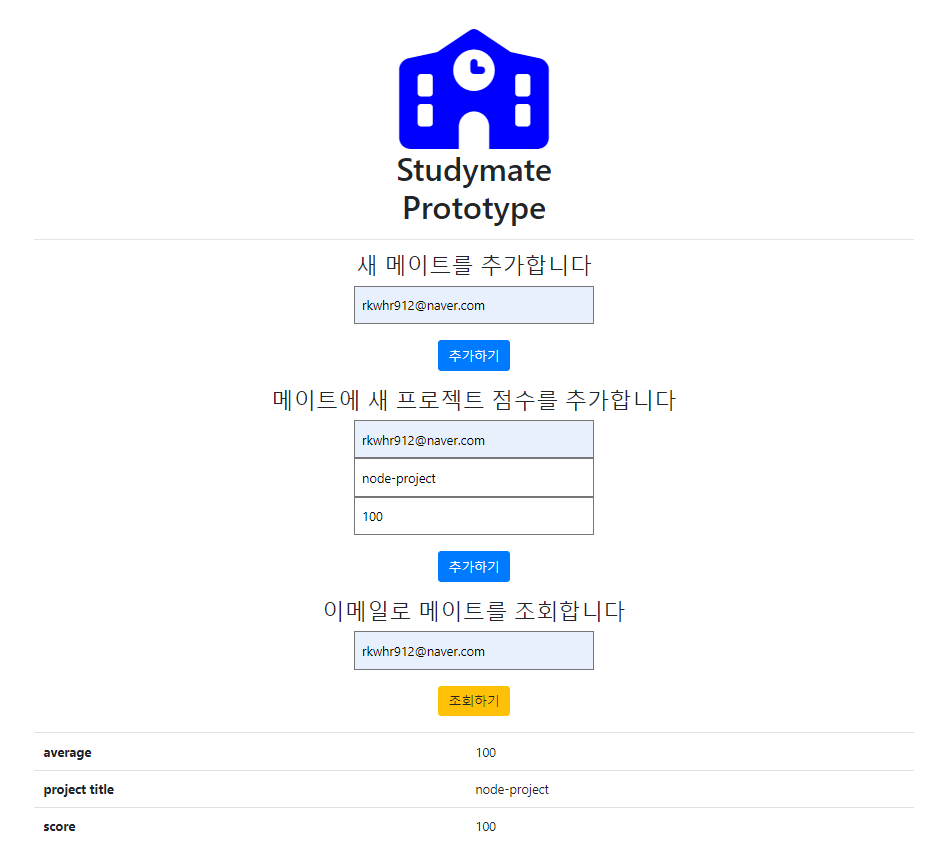 Studymate
Prototype
새 메이트를 추가합니다
rkwhr912@naver.com
추가하기
메이트에 새 프로젝트 점수를 추가합니다
rkwhr912@naver.com
node-project
100
추가하기
이메일로 메이트를 조회합니다
rkwhr912@naver.com
조회하기
average 100
project title node-project
score 100